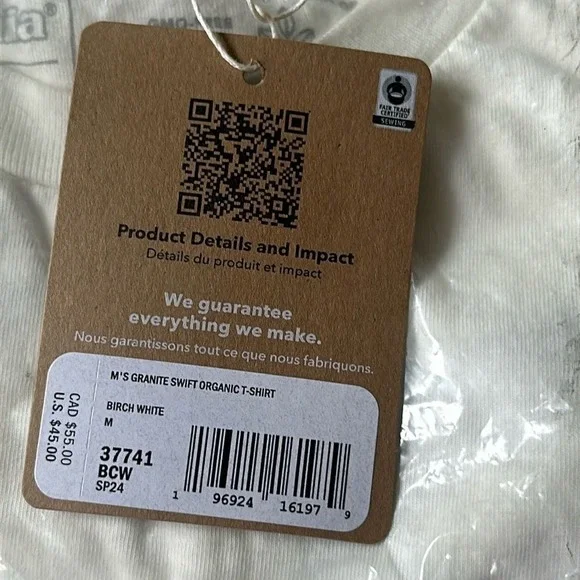 ia®
FAIR TRADE
CERTIFIED
SEWING
Product Details and Impact
Détails du produit et impact
We guarantee
everything we make.
Nous garantissons tout ce que nous fabriquons.
M'S GRANITE SWIFT ORGANIC T-SHIRT
BIRCH WHITE
M
37741
BCW
SP24
CAD $55.00
U.S. $45.00
1 96924 16197 9